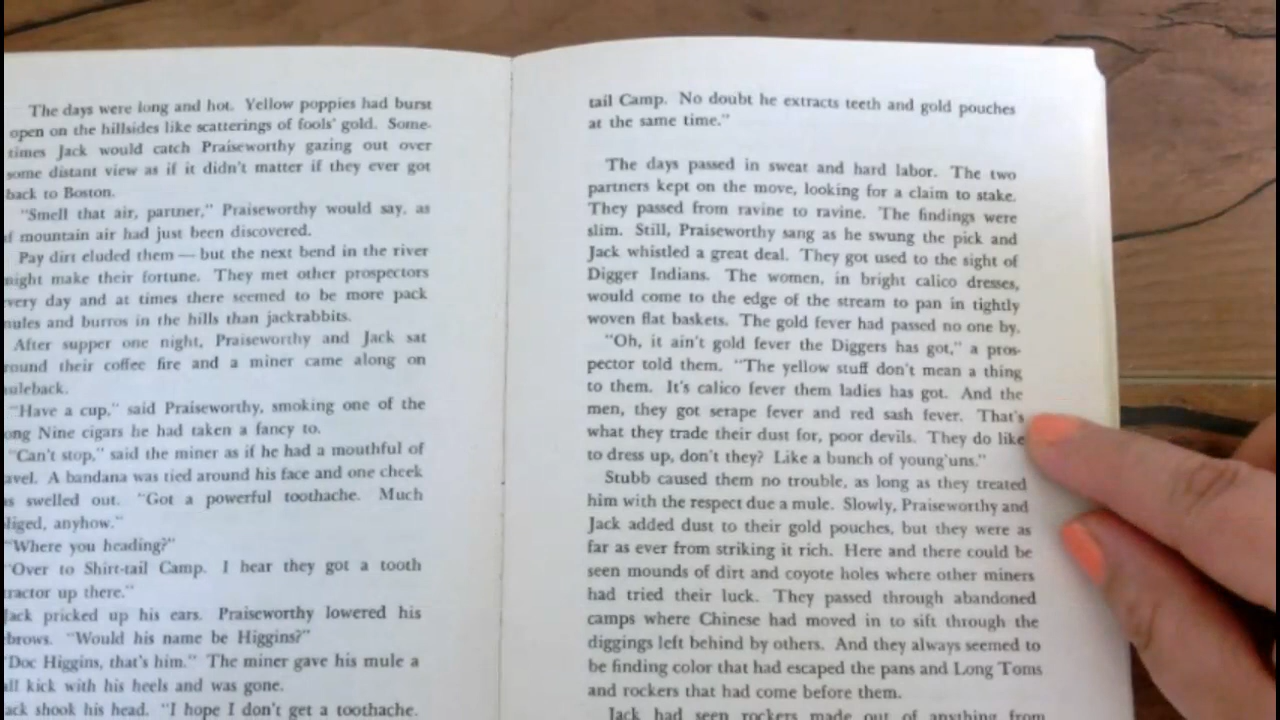 The days were long and hot. Yellow poppies had burst
open on the hillsides like scatterings of fools' gold. Some-
times Jack would catch Praiseworthy gazing out over
some distant view as if it didn't matter if they ever got
back to Boston.
"Smell that air, partner," Praiseworthy would say, as
if mountain air had just been discovered.
Pay dirt eluded them — but the next bend in the river
night make their fortune. They met other prospectors
very day and at times there seemed to be more pack
nules and burros in the hills than jackrabbits.
After supper one night, Praiseworthy and Jack sat
round their coffee fire and a miner came along on
uleback.
"Have a cup," said Praiseworthy, smoking one of the
ong Nine cigars he had taken a fancy to.
"Can't stop," said the miner as if he had a mouthful of
avel. A bandana was tied around his face and one cheek
as swelled out. "Got a powerful toothache. Much
liged, anyhow."
"Where you heading?"
"Over to Shirt-tail Camp. I hear they got a tooth
tractor up there."
Jack pricked up his ears. Praiseworthy lowered his
brows. "Would his name be Higgins?"
"Doc Higgins, that's him." The miner gave his mule a
all kick with his heels and was gone.
ack shook his head. "I hope I don't get a toothache.
tail Camp. No doubt he extracts teeth and gold pouches
at the same time."
The days passed in sweat and hard labor. The two
partners kept on the move, looking for a claim to stake.
They passed from ravine to ravine. The findings were
slim. Still, Praiseworthy sang as he swung the pick and
Jack whistled a great deal. They got used to the sight of
Digger Indians. The women, in bright calico dresses,
would come to the edge of the stream to pan in tightly
woven flat baskets. The gold fever had passed no one by.
"Oh, it ain't gold fever the Diggers has got," a pros-
pector told them. "The yellow stuff don't mean a thing
to them. It's calico fever them ladies has got. And the
men, they got serape fever and red sash fever. That's
what they trade their dust for, poor devils. They do like
to dress up, don't they? Like a bunch of young'uns."
Stubb caused them no trouble, as long as they treated
him with the respect due a mule. Slowly, Praiseworthy and
Jack added dust to their gold pouches, but they were as
far as ever from striking it rich. Here and there could be
seen mounds of dirt and coyote holes where other miners
had tried their luck. They passed through abandoned
camps where Chinese had moved in to sift through the
diggings left behind by others. And they always seemed to
be finding color that had escaped the pans and Long Toms
and rockers that had come before them.
Jack had seen rockers made out of anything from